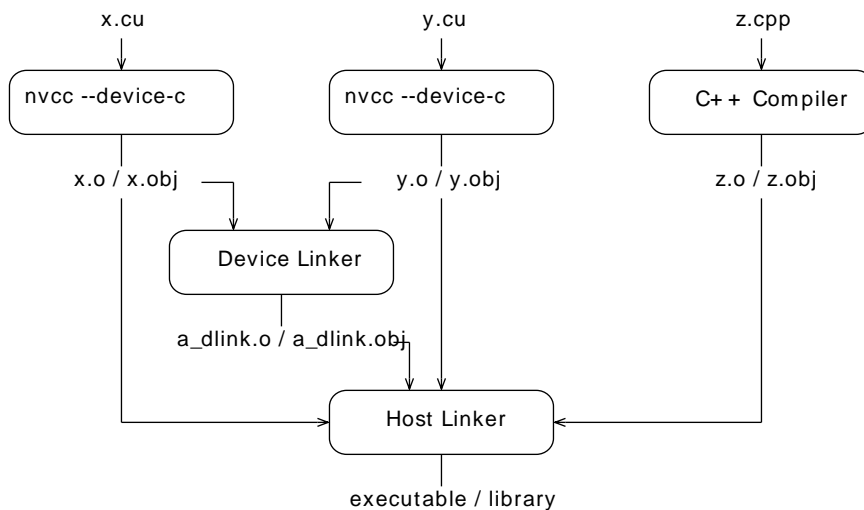 x.cu
y.cu
z.cpp
nvcc --device-c
nvcc --device-c
C++ Compiler
x.o / x.obj
y.o / y.obj
z.o / z.obj
Device Linker
a_dlink.o / a_dlink.obj
Host Linker
executable / library